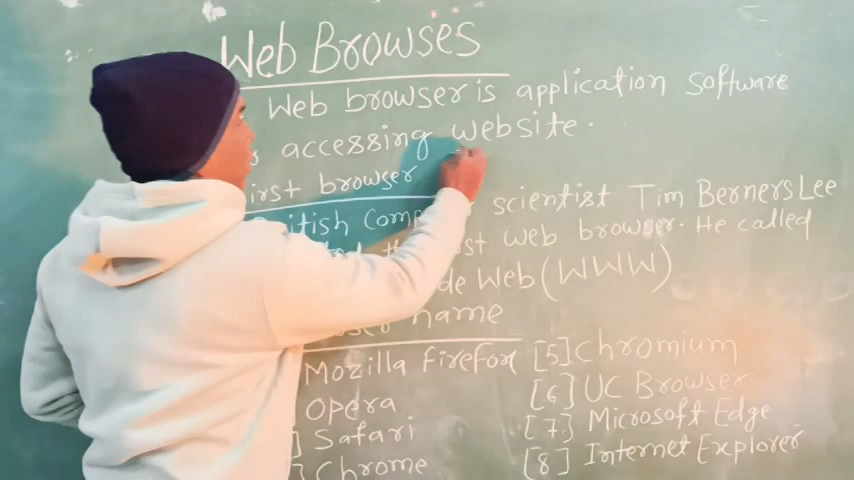 Web Browses
Web browser is application software
accessing website.
irst browser
itish Comp scientist Tim Berners Lee
st web browser. He called
de Web (WWW)
name
Mozilla firefox [5] Chromium
Opera [6] UC Browser
Safari [7] Microsoft Edge
Chrome [8] Internet Explorer